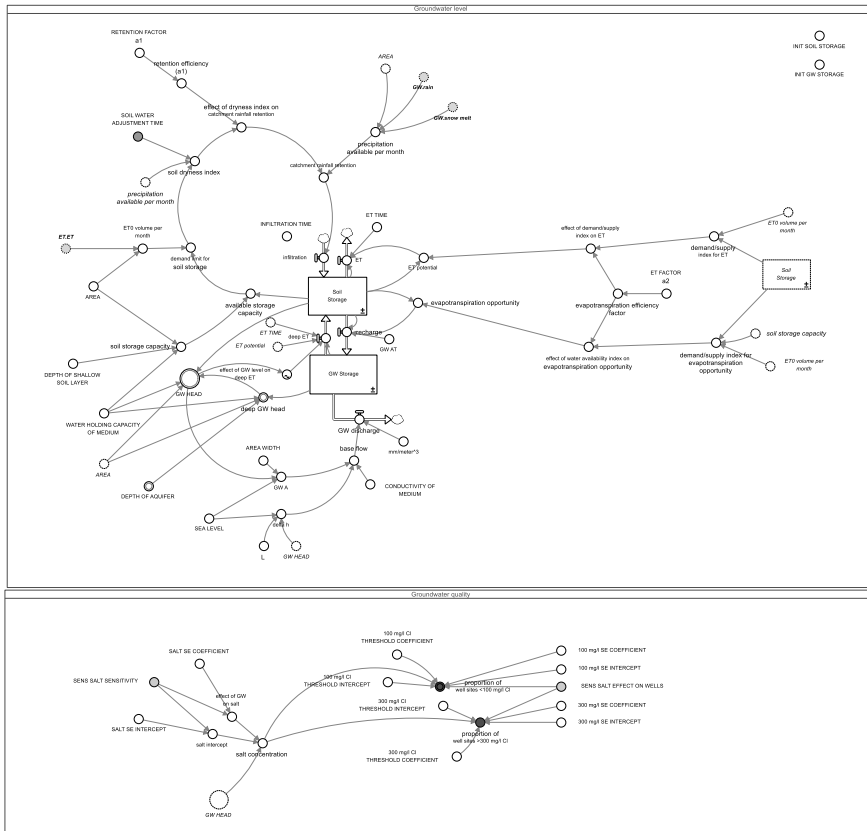 Groundwater level
RETENTION FACTOR
a1
INIT SOIL STORAGE
INIT GW STORAGE
retention efficiency
(a1)
AREA
GW.rain
GW.snow melt
effect of dryness index on
catchment rainfall retention
SOIL WATER
ADJUSTMENT TIME
precipitation
available per month
soil dryness index
catchment rainfall retention
precipitation
available per month
ET0 volume per
month
ET.ET
demand limit for
soil storage
INFILTRATION TIME
ET TIME
infiltration
ET
ET potential
effect of demand/supply
index on ET
demand/supply
index for ET
ET0 volume per
month
ET FACTOR
a2
Soil
Storage
AREA
available storage
capacity
Soil
Storage
evapotranspiration opportunity
evapotranspiration efficiency
factor
ET TIME
deep ET
recharge
ET potential
GW AT
soil storage capacity
soil storage capacity
effect of water availability index on
evapotranspiration opportunity
demand/supply index for
evapotranspiration
opportunity
ET0 volume per
month
DEPTH OF SHALLOW
SOIL LAYER
effect of GW level on
deep ET
GW Storage
GW HEAD
deep GW head
WATER HOLDING CAPACITY
OF MEDIUM
GW discharge
mm/meter^3
AREA WIDTH
base flow
AREA
GW A
CONDUCTIVITY OF
MEDIUM
DEPTH OF AQUIFER
SEA LEVEL
delta h
L
GW HEAD
Groundwater quality
100 mg/l Cl
THRESHOLD COEFFICIENT
SALT SE COEFFICIENT
100 mg/l SE COEFFICIENT
100 mg/l SE INTERCEPT
SENS SALT SENSITIVITY
100 mg/l Cl
THRESHOLD INTERCEPT
proportion of
well sites <100 mg/l Cl
SENS SALT EFFECT ON WELLS
effect of GW
on salt
300 mg/l Cl
THRESHOLD INTERCEPT
300 mg/l SE COEFFICIENT
300 mg/l SE INTERCEPT
SALT SE INTERCEPT
salt intercept
proportion of
well sites >300 mg/l Cl
salt concentration
300 mg/l Cl
THRESHOLD COEFFICIENT
GW HEAD